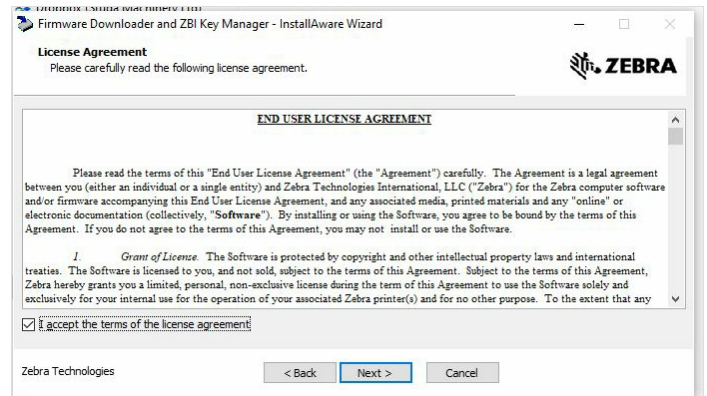 Dropbox (Stuga Machinery Ltd)
Firmware Downloader and ZBI Key Manager - InstallAware Wizard
License Agreement
Please carefully read the following license agreement.
ZEBRA
END USER LICENSE AGREEMENT
Please read the terms of this "End User License Agreement" (the "Agreement") carefully. The Agreement is a legal agreement
between you (either an individual or a single entity) and Zebra Technologies International, LLC ("Zebra") for the Zebra computer software
and/or firmware accompanying this End User License Agreement, and any associated media, printed materials and any "online" or
electronic documentation (collectively, "Software"). By installing or using the Software, you agree to be bound by the terms of this
Agreement. If you do not agree to the terms of this Agreement, you may not install or use the Software.
1. Grant of License. The Software is protected by copyright and other intellectual property laws and international
treaties. The Software is licensed to you, and not sold, subject to the terms of this Agreement. Subject to the terms of this Agreement,
Zebra hereby grants you a limited, personal, non-exclusive license during the term of this Agreement to use the Software solely and
exclusively for your internal use for the operation of your associated Zebra printer(s) and for no other purpose. To the extent that any
I accept the terms of the license agreement
Zebra Technologies
< Back
Next >
Cancel